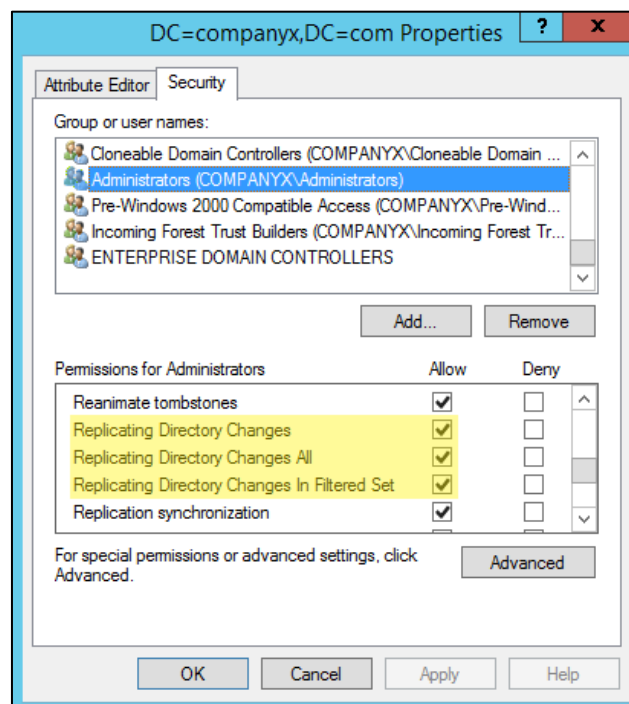 DC=companyx,DC=com Properties
?
x
Attribute Editor
Security
Group or user names:
Cloneable Domain Controllers (COMPANYX\Cloneable Domain ...
Administrators (COMPANYX\Administrators)
Pre-Windows 2000 Compatible Access (COMPANYX\Pre-Wind...
Incoming Forest Trust Builders (COMPANYX\Incoming Forest Tr...
ENTERPRISE DOMAIN CONTROLLERS
Add...
Remove
Permissions for Administrators
Allow
Deny
Reanimate tombstones
Replicating Directory Changes
Replicating Directory Changes All
Replicating Directory Changes In Filtered Set
Replication synchronization
For special permissions or advanced settings, click
Advanced.
Advanced
OK
Cancel
Apply
Help